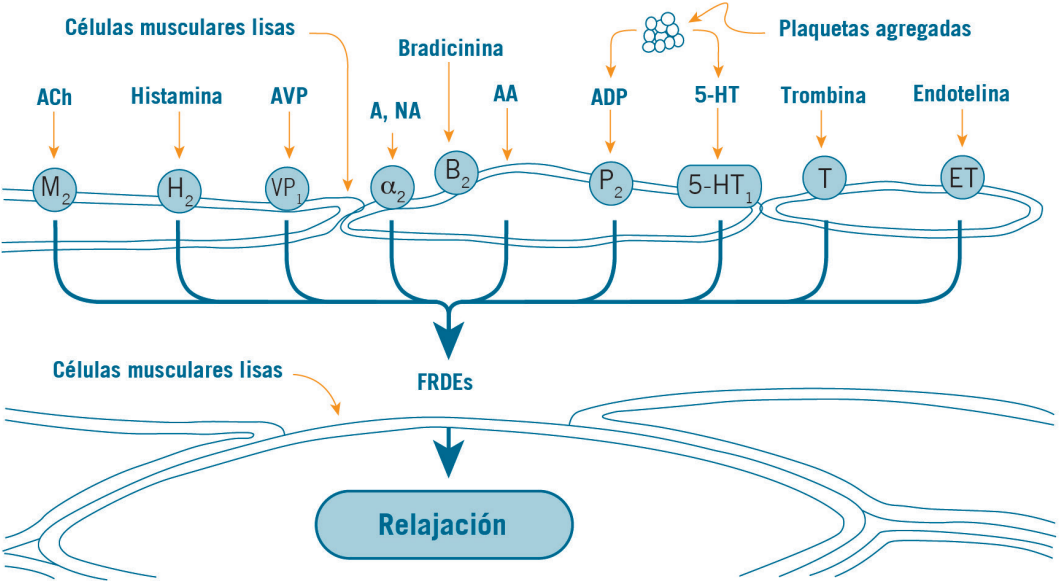 Células musculares lisas
Plaquetas agregadas
Bradicinina
ACh
Histamina
AVP
A, NA
AA
ADP
5-HT
Trombina
Endotelina
M2
H2
VP1
α2
B2
P2
5-HT1
T
ET
Células musculares lisas
FRDEs
Relajación